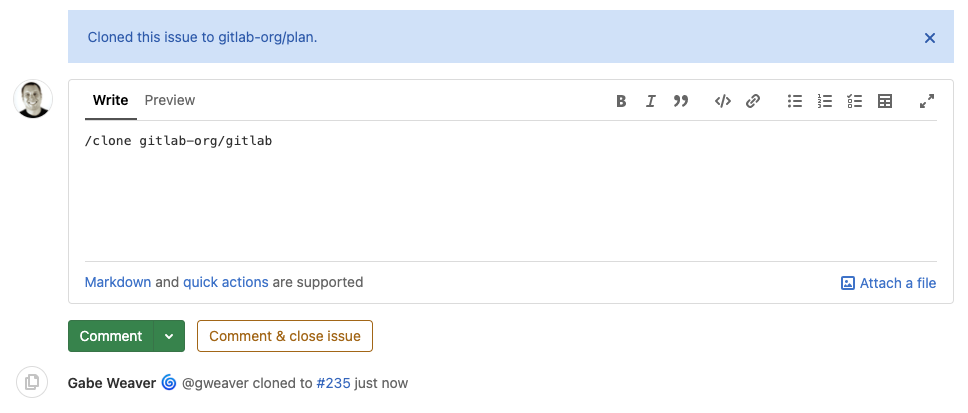 Cloned this issue to gitlab-org/plan.
Write Preview
/clone gitlab-org/gitlab
Markdown and quick actions are supported
Attach a file
Comment
Comment & close issue
Gabe Weaver 🌀 @gweaver cloned to #235 just now